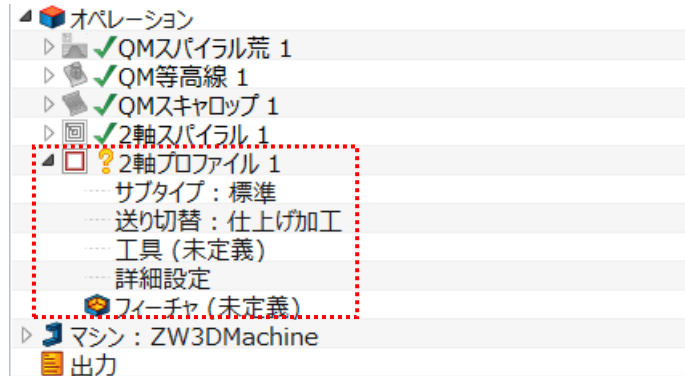 オペレーション
QMスパイラル荒 1
QM等高線 1
QMスキャロップ 1
2軸スパイラル 1
2軸プロファイル 1
サブタイプ : 標準
送り切替 : 仕上げ加工
工具 (未定義)
詳細設定
フィーチャ (未定義)
マシン : ZW3DMachine
出力